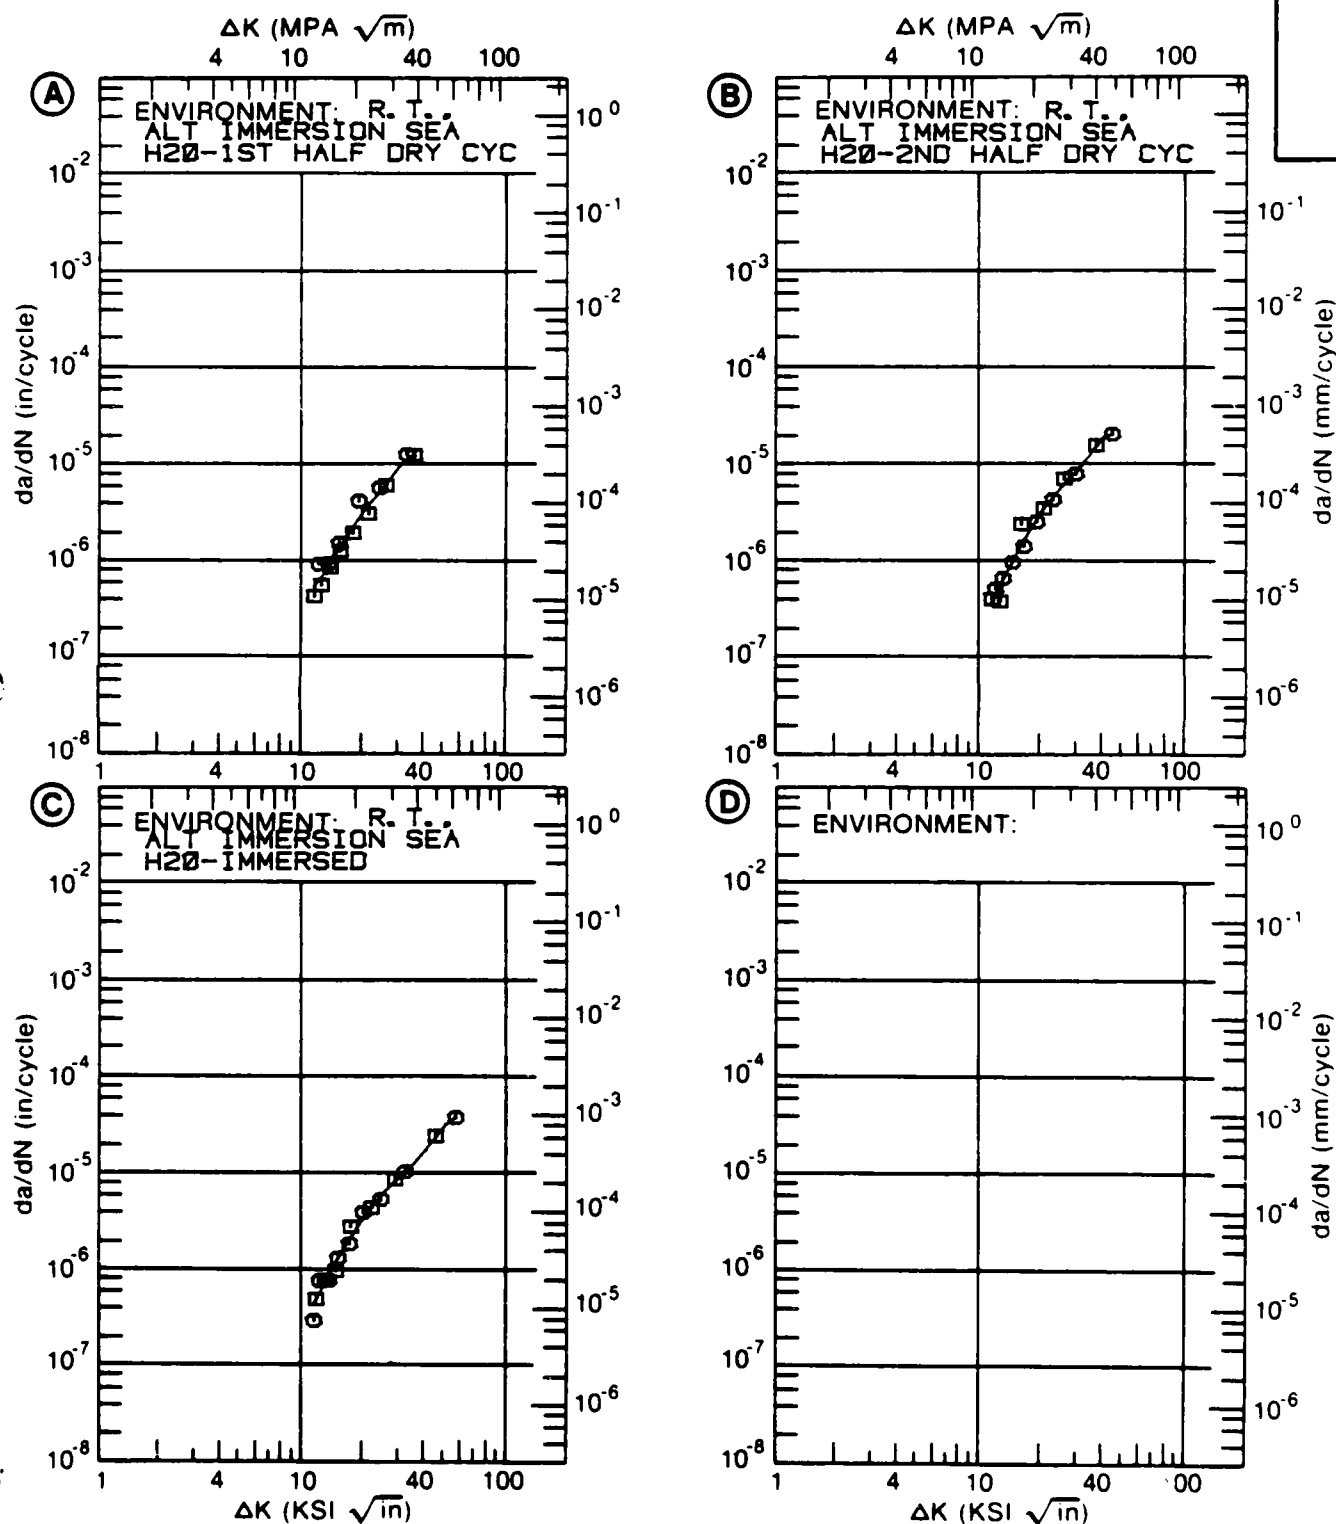 ΔK (MPA √m)
4 10 40 100
ΔK (MPA √m)
4 10 40 100
A
ENVIRONMENT: R.T.,
ALT IMMERSION SEA
H20-1ST HALF DRY CYC
da/dN (in/cycle)
10^-2
10^-3
10^-4
10^-5
10^-6
10^-7
10^-8
10^0
10^-1
10^-2
10^-3
10^-4
10^-5
10^-6
1 4 10 40 100
B
ENVIRONMENT: R.T.,
ALT IMMERSION SEA
H20-2ND HALF DRY CYC
10^-2
10^-3
10^-4
10^-5
10^-6
10^-7
10^-8
10^-1
10^-2
10^-3
10^-4
10^-5
10^-6
da/dN (mm/cycle)
1 4 10 40 100
C
ENVIRONMENT: R.T.,
ALT IMMERSION SEA
H20-IMMERSED
da/dN (in/cycle)
10^-2
10^-3
10^-4
10^-5
10^-6
10^-7
10^-8
10^0
10^-1
10^-2
10^-3
10^-4
10^-5
10^-6
1 4 10 40 100
ΔK (KSI √in)
D
ENVIRONMENT:
10^-2
10^-3
10^-4
10^-5
10^-6
10^-7
10^-8
10^0
10^-1
10^-2
10^-3
10^-4
10^-5
10^-6
da/dN (mm/cycle)
1 4 10 40 00
ΔK (KSI √in)